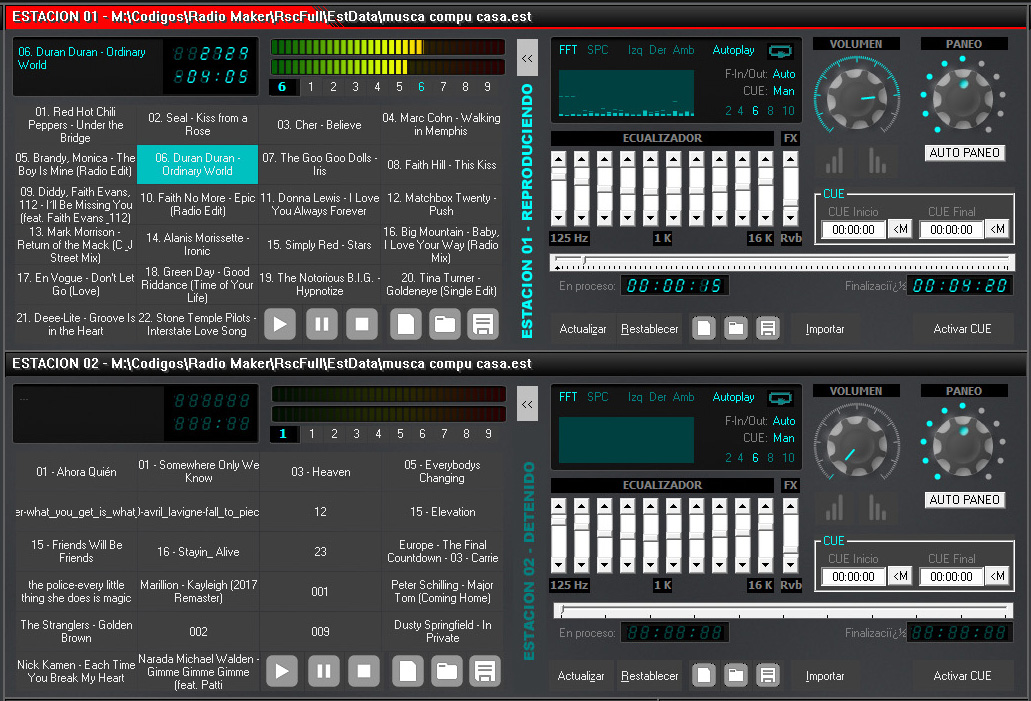 ESTACION 01 - M:\Codigos\Radio Maker\RscFull\EstData\musca compu casa.est
06. Duran Duran - Ordinary
World
2729
04:05
6 1 2 3 4 5 6 7 8 9
01. Red Hot Chili
Peppers - Under the
Bridge
02. Seal - Kiss from a
Rose
03. Cher - Believe
04. Marc Cohn - Walking
in Memphis
05. Brandy, Monica - The
Boy Is Mine (Radio Edit)
06. Duran Duran -
Ordinary World
07. The Goo Goo Dolls -
Iris
08. Faith Hill - This Kiss
09. Diddy, Faith Evans,
112 - I'll Be Missing You
(feat. Faith Evans_112)
10. Faith No More - Epic
(Radio Edit)
11. Donna Lewis - I Love
You Always Forever
12. Matchbox Twenty -
Push
13. Mark Morrison -
Return of the Mack (C_J
Street Mix)
14. Alanis Morissette -
Ironic
15. Simply Red - Stars
16. Big Mountain - Baby,
I Love Your Way (Radio
Mix)
17. En Vogue - Don't Let
Go (Love)
18. Green Day - Good
Riddance (Time of Your
Life)
19. The Notorious B.I.G. -
Hypnotize
20. Tina Turner -
Goldeneye (Single Edit)
21. Deee-Lite - Groove Is
in the Heart
22. Stone Temple Pilots -
Interstate Love Song
<<
ESTACION 01 - REPRODUCIENDO
FFT SPC Izq Der Amb Autoplay
F-In/Out: Auto
CUE: Man
2 4 6 8 10
ECUALIZADOR FX
125 Hz 1 K 16 K Rvb
VOLUMEN PANEO
AUTO PANEO
CUE
CUE Inicio CUE Final
00:00:00 <M 00:00:00 <M
En proceso: 00:00:15 Finalizaciï¿½ 00:04:20
Actualizar Restablecer Importar Activar CUE
ESTACION 02 - M:\Codigos\Radio Maker\RscFull\EstData\musca compu casa.est
...
1 1 2 3 4 5 6 7 8 9
01 - Ahora Quién
01 - Somewhere Only We
Know
03 - Heaven
05 - Everybodys
Changing
er-what_you_get_is_what_
-avril_lavigne-fall_to_piec
12
15 - Elevation
15 - Friends Will Be
Friends
16 - Stayin_ Alive
23
Europe - The Final
Countdown - 03 - Carrie
the police-every little
thing she does is magic
Marillion - Kayleigh (2017
Remaster)
001
Peter Schilling - Major
Tom (Coming Home)
The Stranglers - Golden
Brown
002
009
Dusty Springfield - In
Private
Nick Kamen - Each Time
You Break My Heart
Narada Michael Walden -
Gimme Gimme Gimme
(feat. Patti
<<
ESTACION 02 - DETENIDO
FFT SPC Izq Der Amb Autoplay
F-In/Out: Auto
CUE: Man
2 4 6 8 10
ECUALIZADOR FX
125 Hz 1 K 16 K Rvb
VOLUMEN PANEO
AUTO PANEO
CUE
CUE Inicio CUE Final
00:00:00 <M 00:00:00 <M
En proceso: Finalizaciï¿½
Actualizar Restablecer Importar Activar CUE